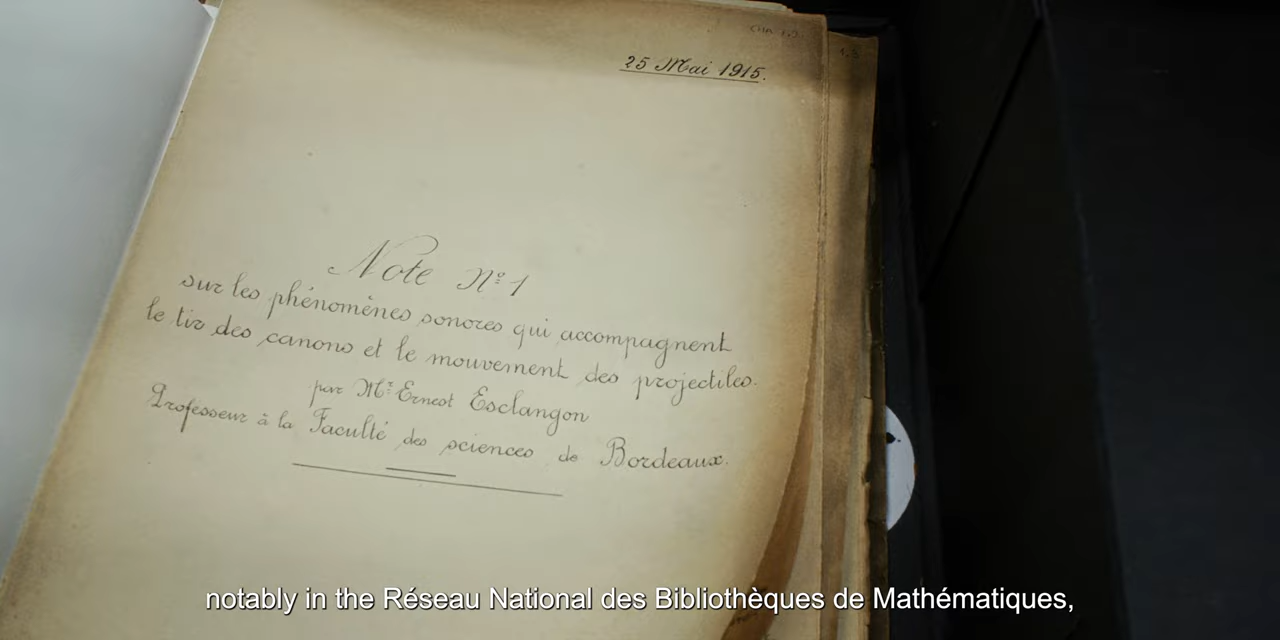 25 Mai 1915.
Note Nº 1
sur les phénomènes sonores qui accompagnent
le tir des canons et le mouvement des projectiles.
par Mr Ernest Esclangon
Professeur à la Faculté des sciences de Bordeaux.
notably in the Réseau National des Bibliothèques de Mathématiques,